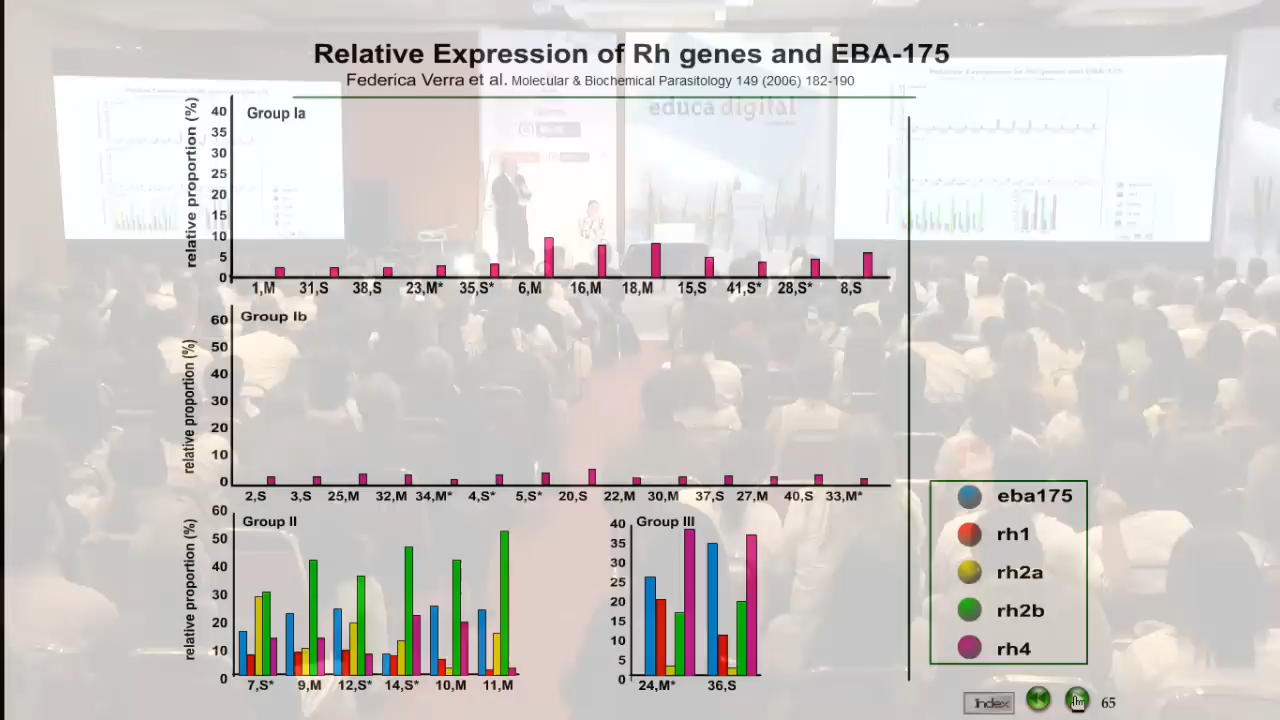 Relative Expression of Rh genes and EBA-175
Federica Verra et al. Molecular & Biochemical Parasitology 149 (2006) 182-190
educa digital
relative proportion (%)
Group Ia
40
35
30
25
20
15
10
5
0
1,M 31,S 38,S 23,M* 35,S* 6,M 16,M 18,M 15,S 41,S* 28,S* 8,S
relative proportion (%)
Group Ib
60
50
40
30
20
10
0
2,S 3,S 25,M 32,M 34,M* 4,S* 5,S* 20,S 22,M 30,M 37,S 27,M 40,S 33,M*
relative proportion (%)
Group II
60
50
40
30
20
10
0
7,S* 9,M 12,S* 14,S* 10,M 11,M
Group III
40
35
30
25
20
15
10
5
0
24,M* 36,S
eba175
rh1
rh2a
rh2b
rh4
Index
65